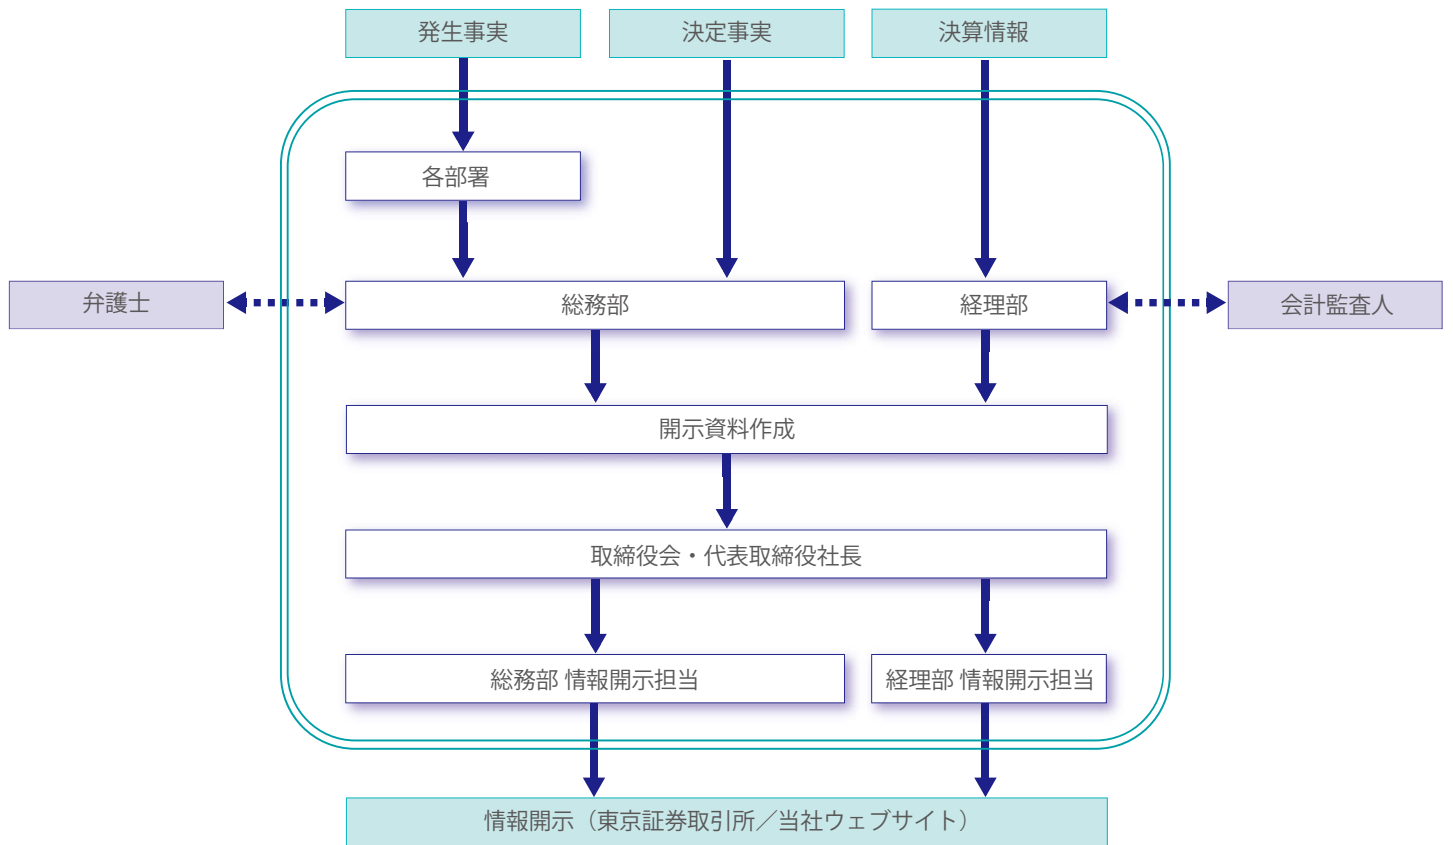 発生事実
決定事実
決算情報
各部署
弁護士
総務部
経理部
会計監査人
開示資料作成
取締役会・代表取締役社長
総務部 情報開示担当
経理部 情報開示担当
情報開示（東京証券取引所／当社ウェブサイト）